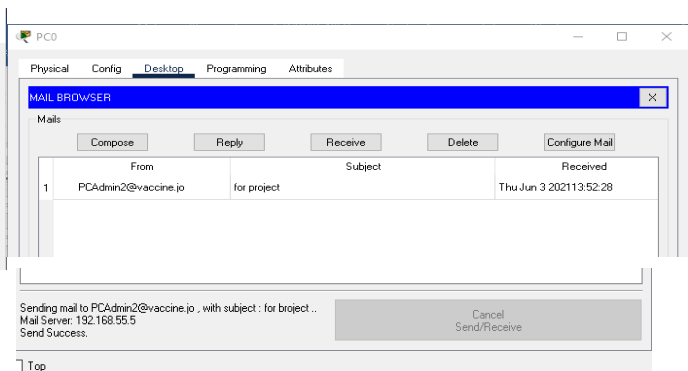 PC0
Physical Config Desktop Programming Attributes
MAIL BROWSER X
Mails
Compose Reply Receive Delete Configure Mail
From Subject Received
1 PCAdmin2@vaccine.jo for project Thu Jun 3 202113:52:28
Sending mail to PCAdmin2@vaccine.jo , with subject : for broject ..
Mail Server: 192.168.55.5
Send Success.
Cancel
Send/Receive
Top